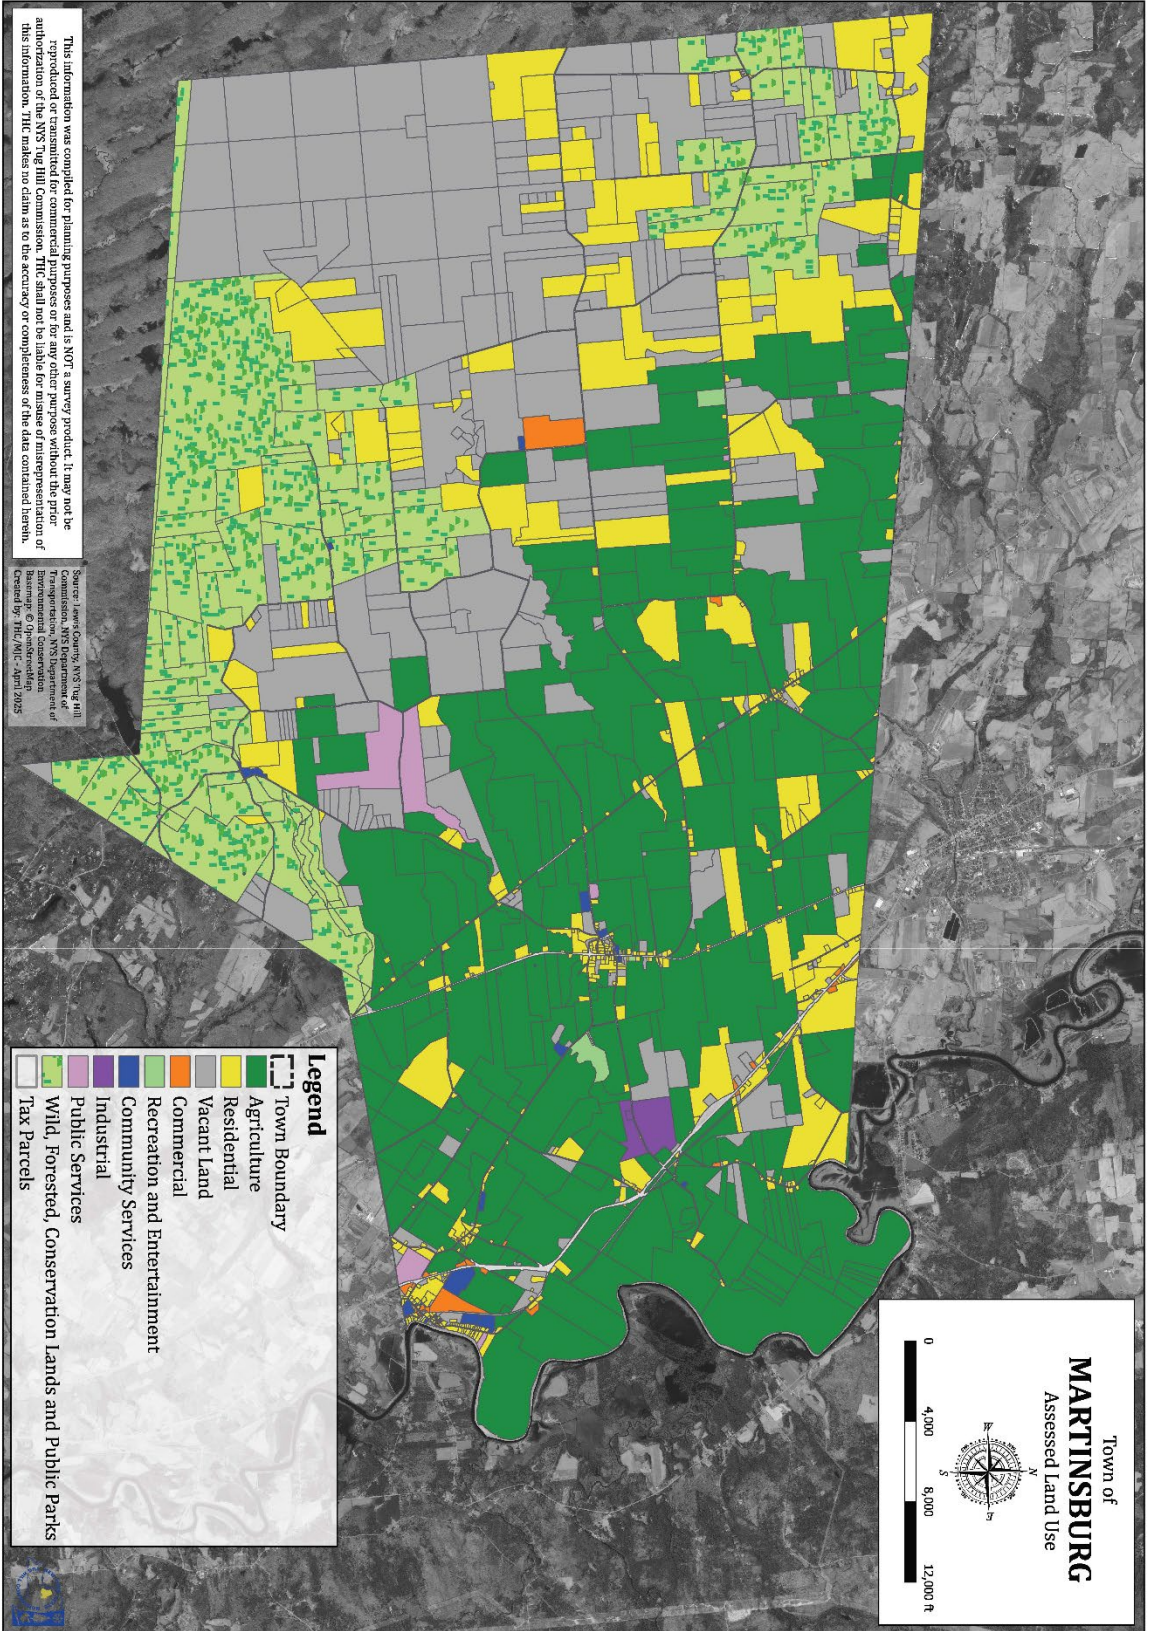 Town of
MARTINSBURG
Assessed Land Use
N
W
E
S
0
4,000
8,000
12,000 ft
Legend
Town Boundary
Agriculture
Residential
Vacant Land
Commercial
Recreation and Entertainment
Community Services
Industrial
Public Services
Wild, Forested, Conservation Lands and Public Parks
Tax Parcels
This information was compiled for planning purposes and is NOT a survey product. It may not be
reproduced or transmitted for commercial purposes or for any other purpose without the prior
authorization of the NYS Tug Hill Commission. THC shall not be liable for misuse of misrepresentation of
this information. THC makes no claim as to the accuracy or completeness of the data contained herein.
Source: Lewis County, NYS Tug Hill
Commission, NYS Department of
Transportation, NYS Department of
Environmental Conservation
Basemap: © OpenStreetMap
Created by: THC/MJC - April 2025